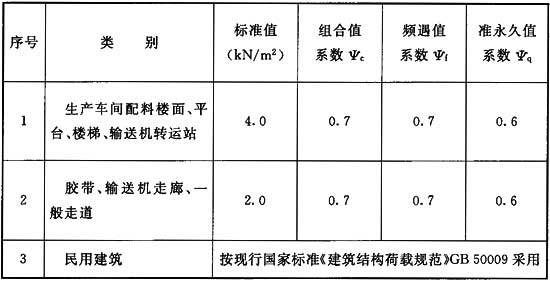 序号 类 别 标准值 组合值 频遇值 准永久值
(kN/m²) 系数 Ψc 系数 Ψf 系数 Ψq
1 生产车间配料楼面、平台、楼梯、输送机转运站 4.0 0.7 0.7 0.6
2 胶带、输送机走廊、一般走道 2.0 0.7 0.7 0.6
3 民用建筑 按现行国家标准《建筑结构荷载规范》GB 50009 采用